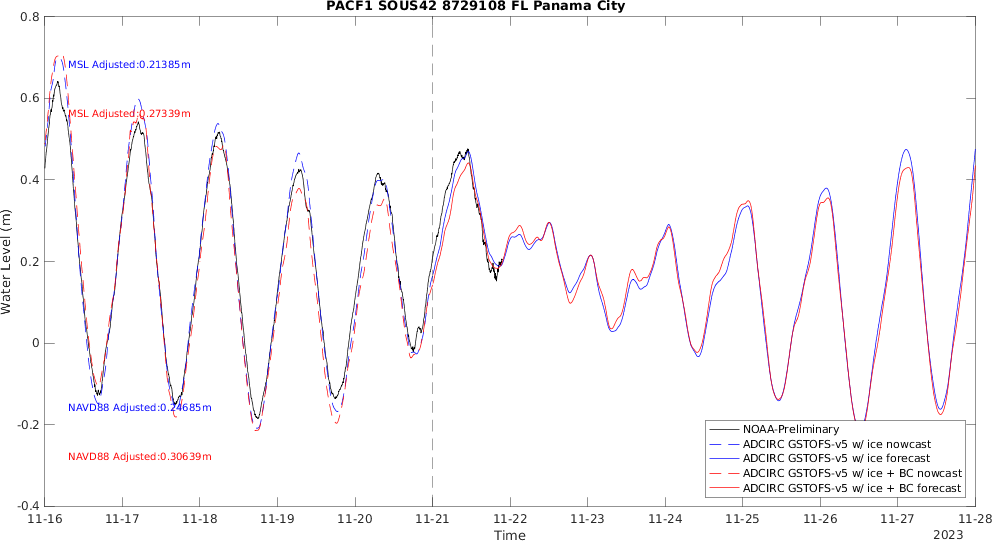 PACF1 SOUS42 8729108 FL Panama City
0.8
0.6
0.4
0.2
0
-0.2
-0.4
Water Level (m)
MSL Adjusted:0.21385m
MSL Adjusted:0.27339m
NAVD88 Adjusted:0.24685m
NAVD88 Adjusted:0.30639m
NOAA-Preliminary
ADCIRC GSTOFS-v5 w/ ice nowcast
ADCIRC GSTOFS-v5 w/ ice forecast
ADCIRC GSTOFS-v5 w/ ice + BC nowcast
ADCIRC GSTOFS-v5 w/ ice + BC forecast
11-16 11-17 11-18 11-19 11-20 11-21 11-22 11-23 11-24 11-25 11-26 11-27 11-28
Time
2023